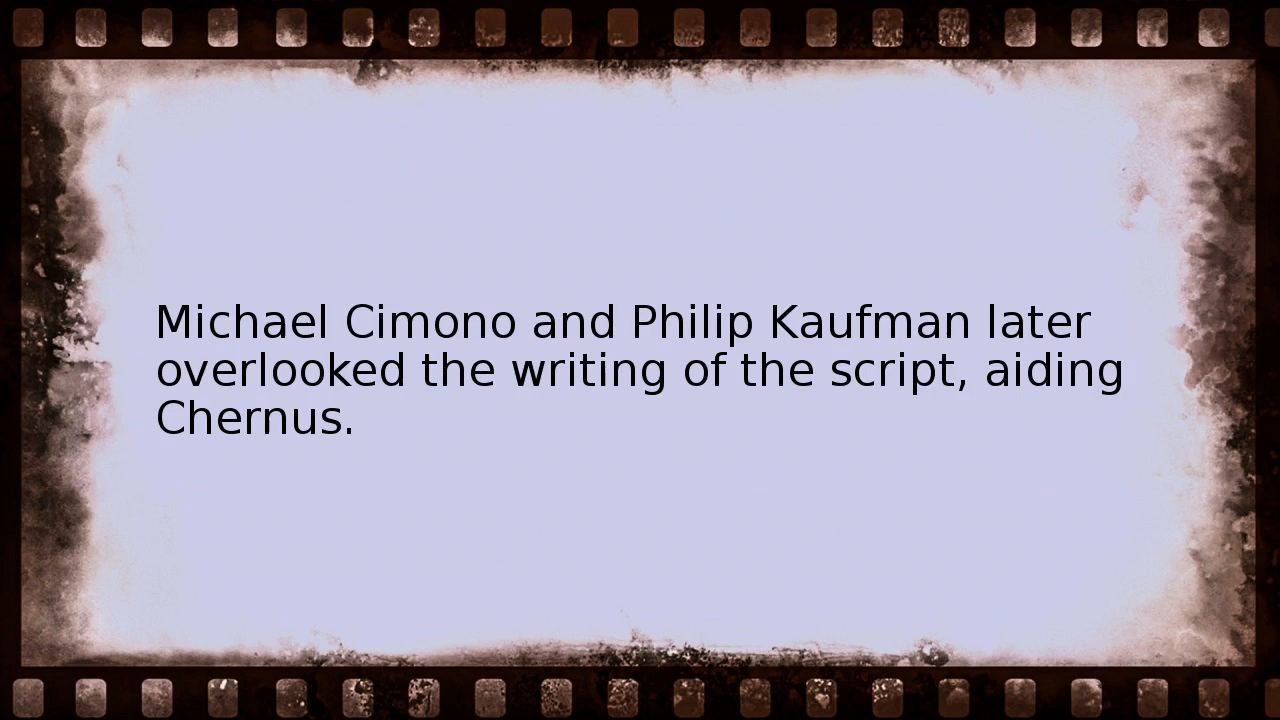 Michael Cimono and Philip Kaufman later
overlooked the writing of the script, aiding
Chernus.